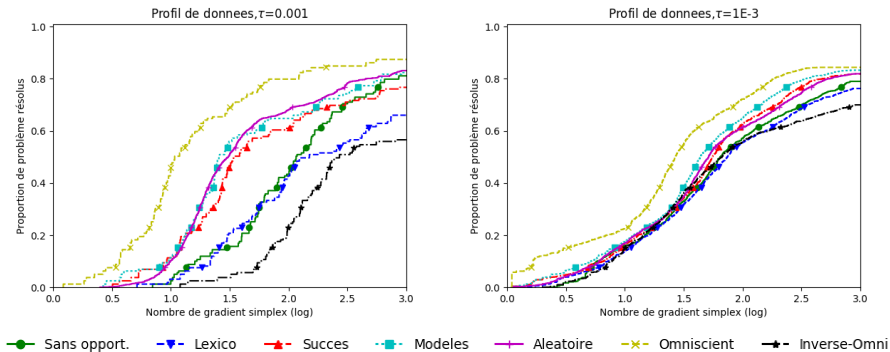 Profil de donnees,τ=0.001
Proportion de problème résolus
1.0
0.8
0.6
0.4
0.2
0.0
0.0 0.5 1.0 1.5 2.0 2.5 3.0
Nombre de gradient simplex (log)
Profil de donnees,τ=1E-3
Proportion de problème résolus
1.0
0.8
0.6
0.4
0.2
0.0
0.0 0.5 1.0 1.5 2.0 2.5 3.0
Nombre de gradient simplex (log)
Sans opport. Lexico Succes Modeles Aleatoire Omniscient Inverse-Omni